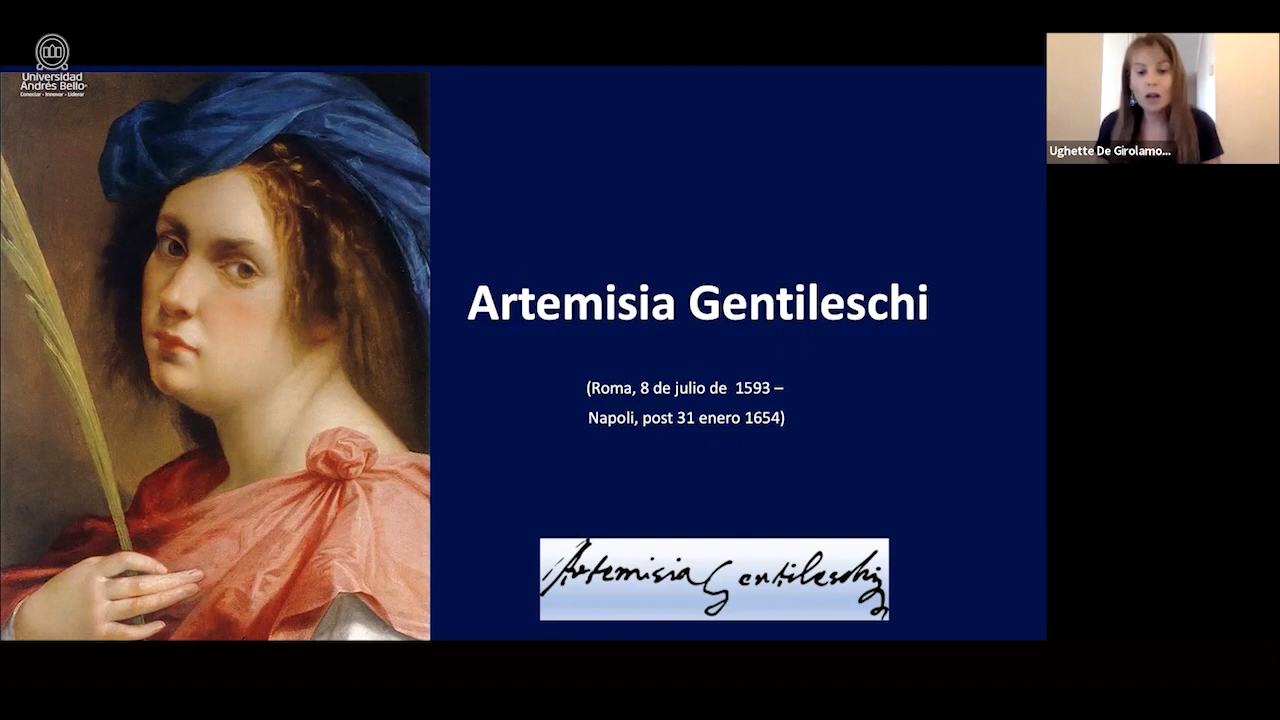 Universidad
Andrés Bello
Conectar • Innovar • Liderar
Ughette De Girolamo...
Artemisia Gentileschi
(Roma, 8 de julio de  1593 –
Napoli, post 31 enero 1654)
Artemisia Gentileschi